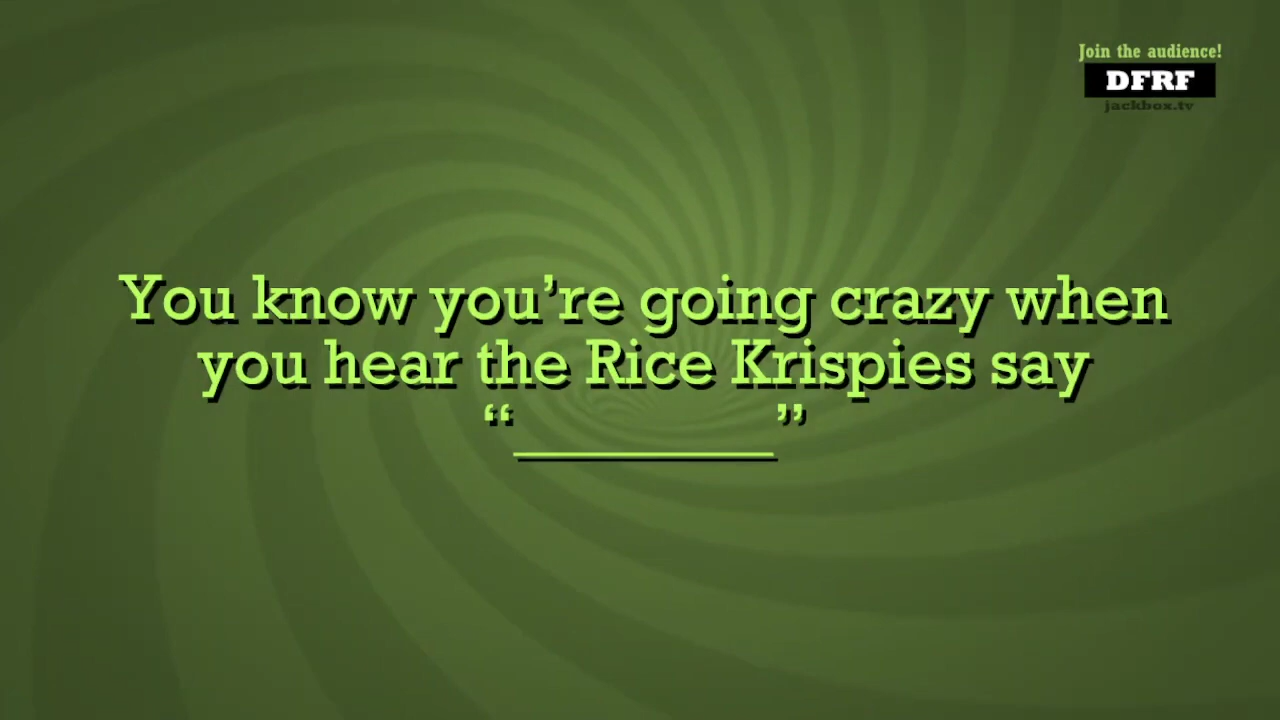 Join the audience!
DFRF
jackbox.tv
You know you’re going crazy when
you hear the Rice Krispies say
“__________”